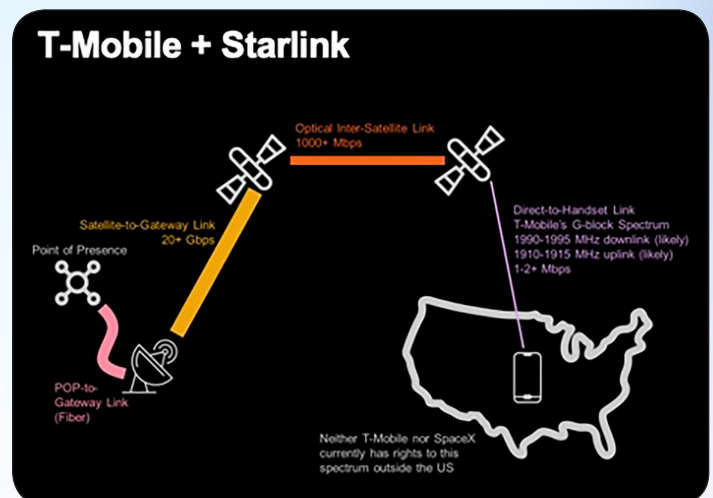 T-Mobile + Starlink
Optical Inter-Satellite Link
1000+ Mbps
Satellite-to-Gateway Link
20+ Gbps
Point of Presence
Direct-to-Handset Link
T-Mobile's G-block Spectrum
1990-1995 MHz downlink (likely)
1910-1915 MHz uplink (likely)
1-2+ Mbps
POP-to-
Gateway Link
(Fiber)
Neither T-Mobile nor SpaceX
currently has rights to this
spectrum outside the US